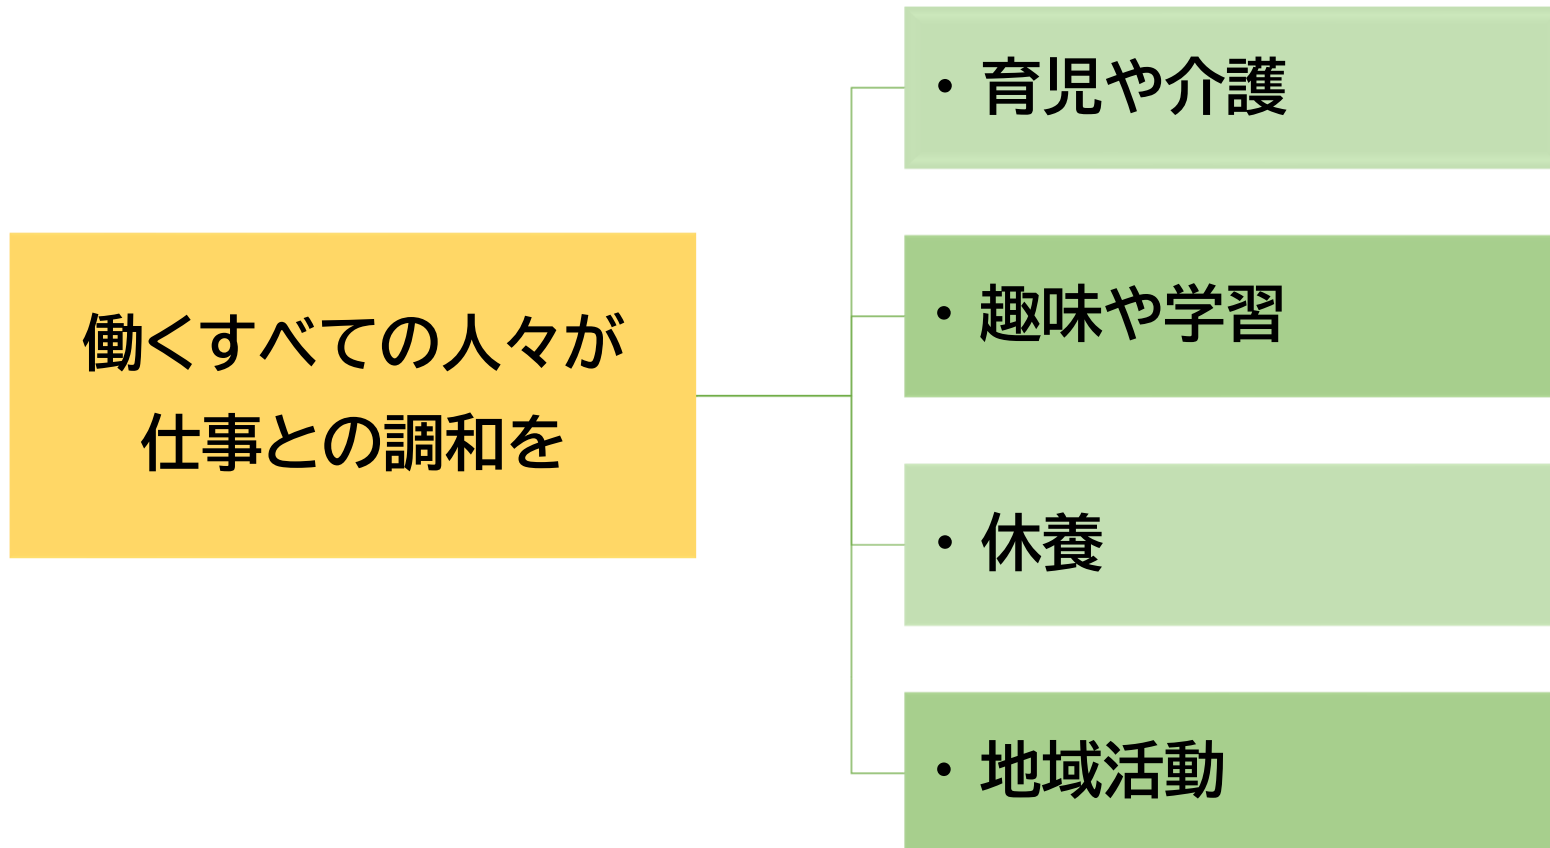 働くすべての人々が
仕事との調和を
・育児や介護
・趣味や学習
・休養
・地域活動